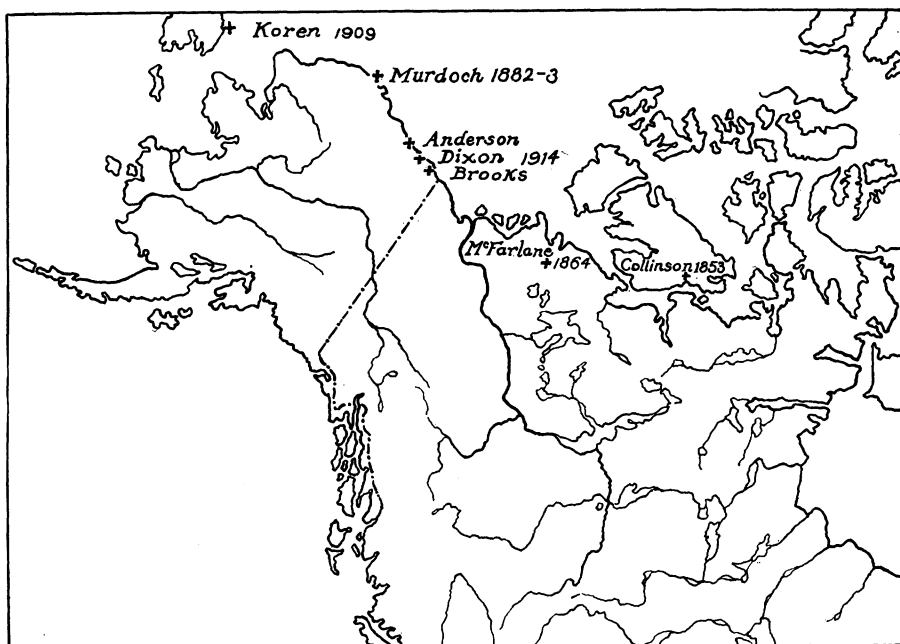 Koren 1909
Murdoch 1882-3
Anderson
Dixon 1914
Brooks
McFarlane
1864
Collinson 1853